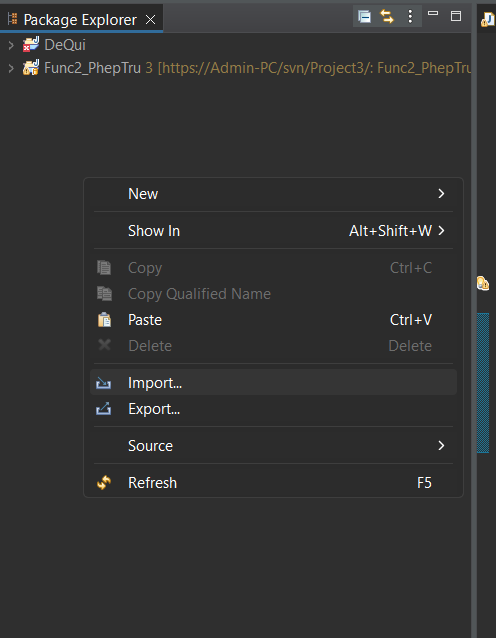 Package Explorer
DeQui
Func2_PhepTru 3 [https://Admin-PC/svn/Project3/: Func2_PhepTru
New
Show In Alt+Shift+W
Copy Ctrl+C
Copy Qualified Name
Paste Ctrl+V
Delete Delete
Import...
Export...
Source
Refresh F5